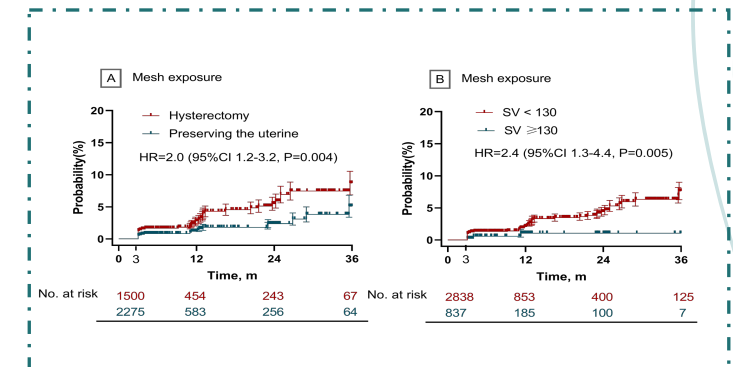 A Mesh exposure
Hysterectomy
Preserving the uterine
HR=2.0 (95%CI 1.2-3.2, P=0.004)
Probability(%)
20
15
10
5
0
0 3 12 24 36
Time, m
No. at risk 1500 454 243 67
2275 583 256 64
B Mesh exposure
SV < 130
SV ≥130
HR=2.4 (95%CI 1.3-4.4, P=0.005)
Probability(%)
20
15
10
5
0
0 3 12 24 36
Time, m
No. at risk 2838 853 400 125
837 185 100 7